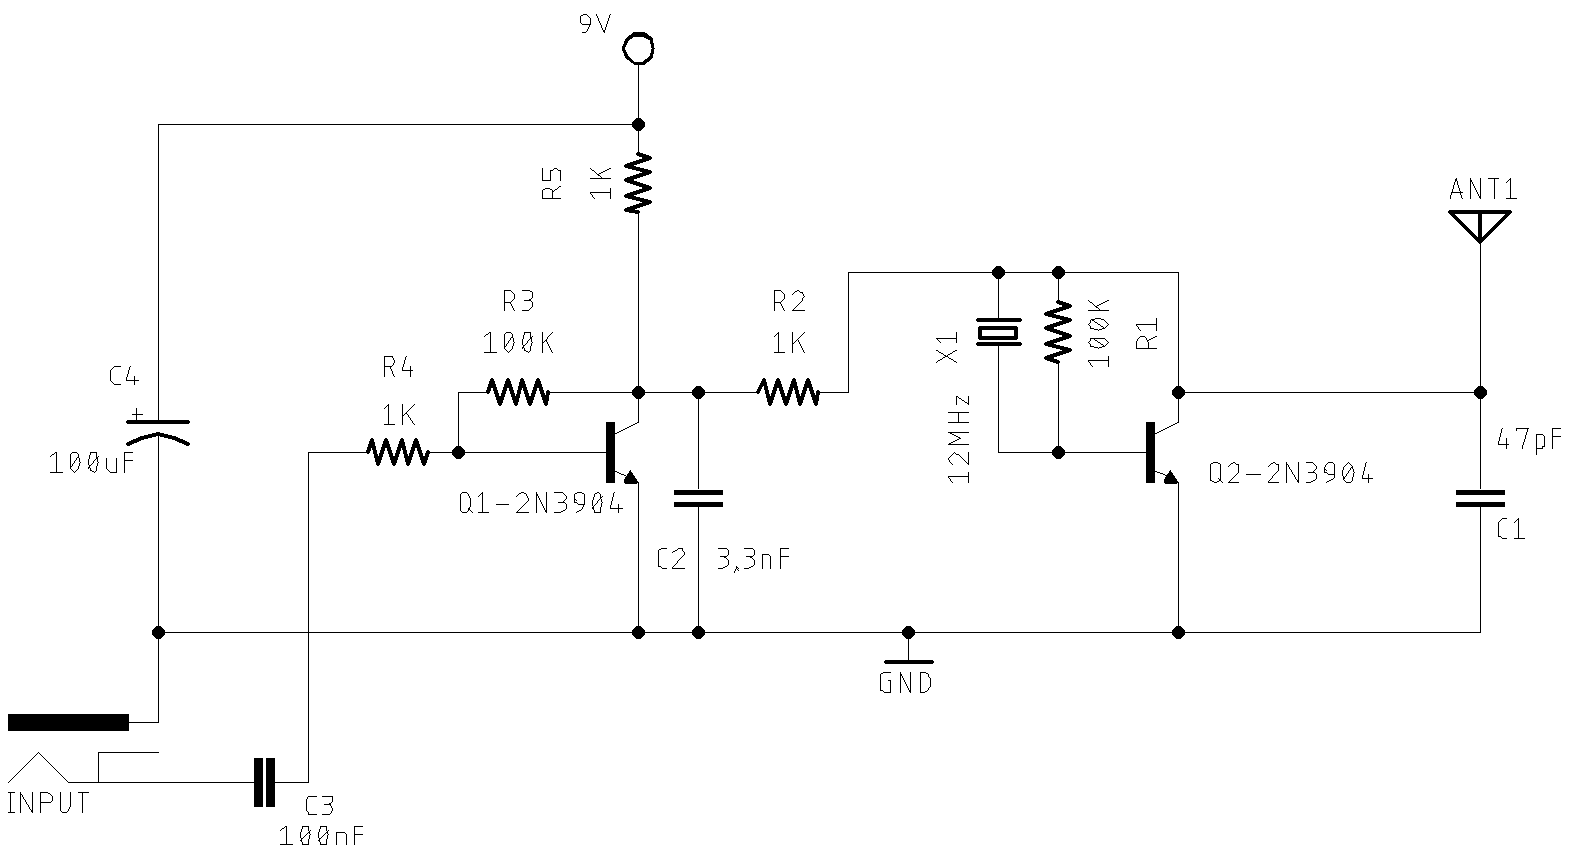 9V
R5
1K
ANT1
R3
100K
R2
1K
X1
12MHz
100K
R1
C4
+
100uF
R4
1K
Q1-2N3904
Q2-2N3904
47pF
C1
C2
3,3nF
GND
INPUT
C3
100nF